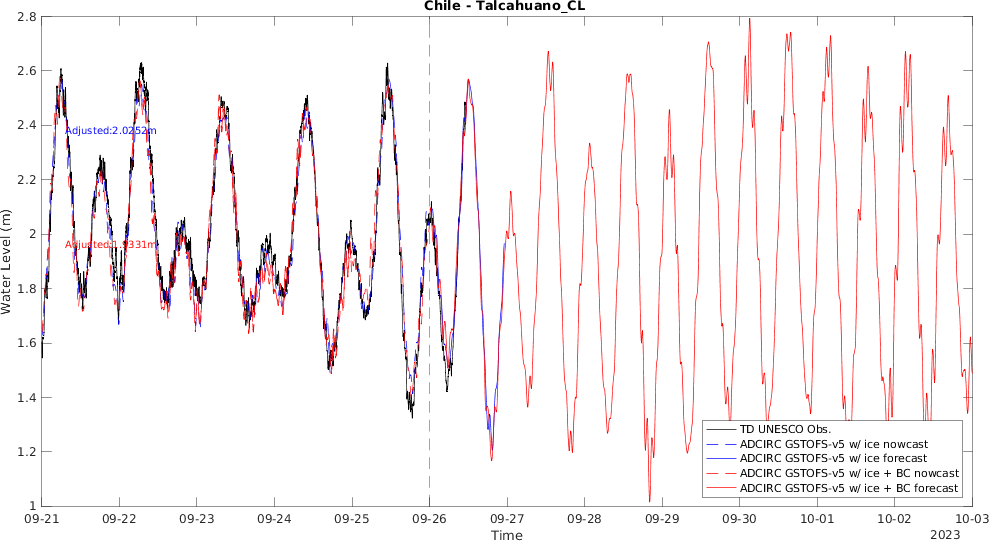 Chile - Talcahuano_CL
Water Level (m)
2.8
2.6
2.4
2.2
2
1.8
1.6
1.4
1.2
1
Adjusted:2.0252m
Adjusted:1.9331m
TD UNESCO Obs.
ADCIRC GSTOFS-v5 w/ ice nowcast
ADCIRC GSTOFS-v5 w/ ice forecast
ADCIRC GSTOFS-v5 w/ ice + BC nowcast
ADCIRC GSTOFS-v5 w/ ice + BC forecast
09-21 09-22 09-23 09-24 09-25 09-26 09-27 09-28 09-29 09-30 10-01 10-02 10-03
Time
2023